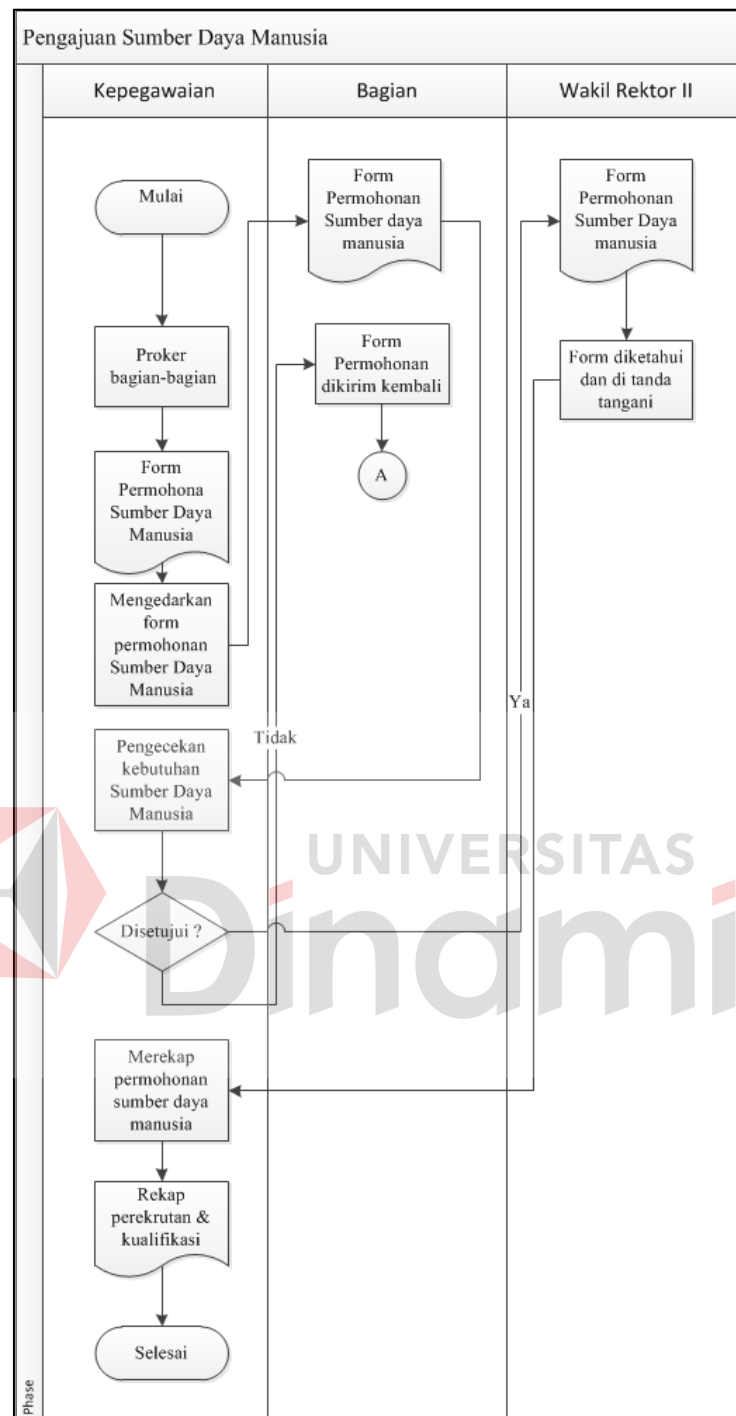 Pengajuan Sumber Daya Manusia
Kepegawaian
Bagian
Wakil Rektor II
Mulai
Proker
bagian-bagian
Form
Permohona
Sumber Daya
Manusia
Mengedarkan
form
permohonan
Sumber Daya
Manusia
Form
Permohonan
Sumber daya
manusia
Form
Permohonan
Sumber Daya
manusia
Form
Permohonan
dikirim kembali
A
Form diketahui
dan di tanda
tangani
Ya
Tidak
Pengecekan
kebutuhan
Sumber Daya
Manusia
Disetujui ?
Merekap
permohonan
sumber daya
manusia
Rekap
perekrutan &
kualifikasi
Selesai
Phase
UNIVERSITAS
Dinami